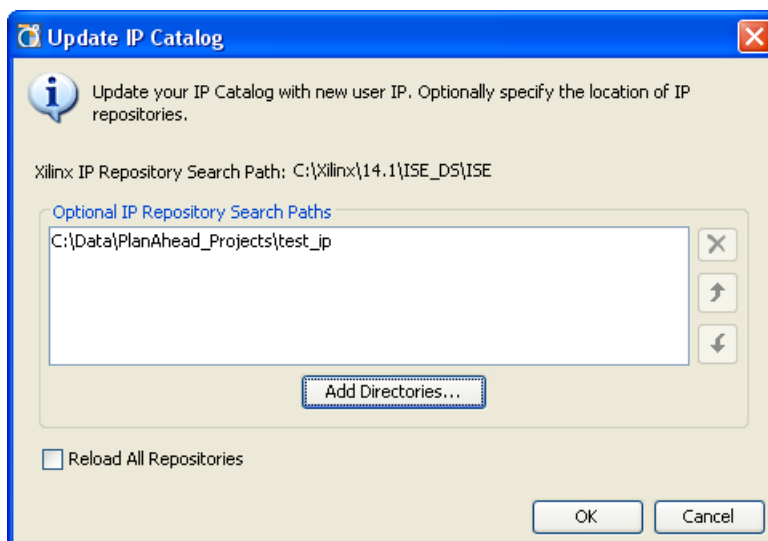 Update IP Catalog
Update your IP Catalog with new user IP. Optionally specify the location of IP
repositories.
Xilinx IP Repository Search Path: C:\Xilinx\14.1\ISE_DS\ISE
Optional IP Repository Search Paths
C:\Data\PlanAhead_Projects\test_ip
Add Directories...
Reload All Repositories
OK Cancel